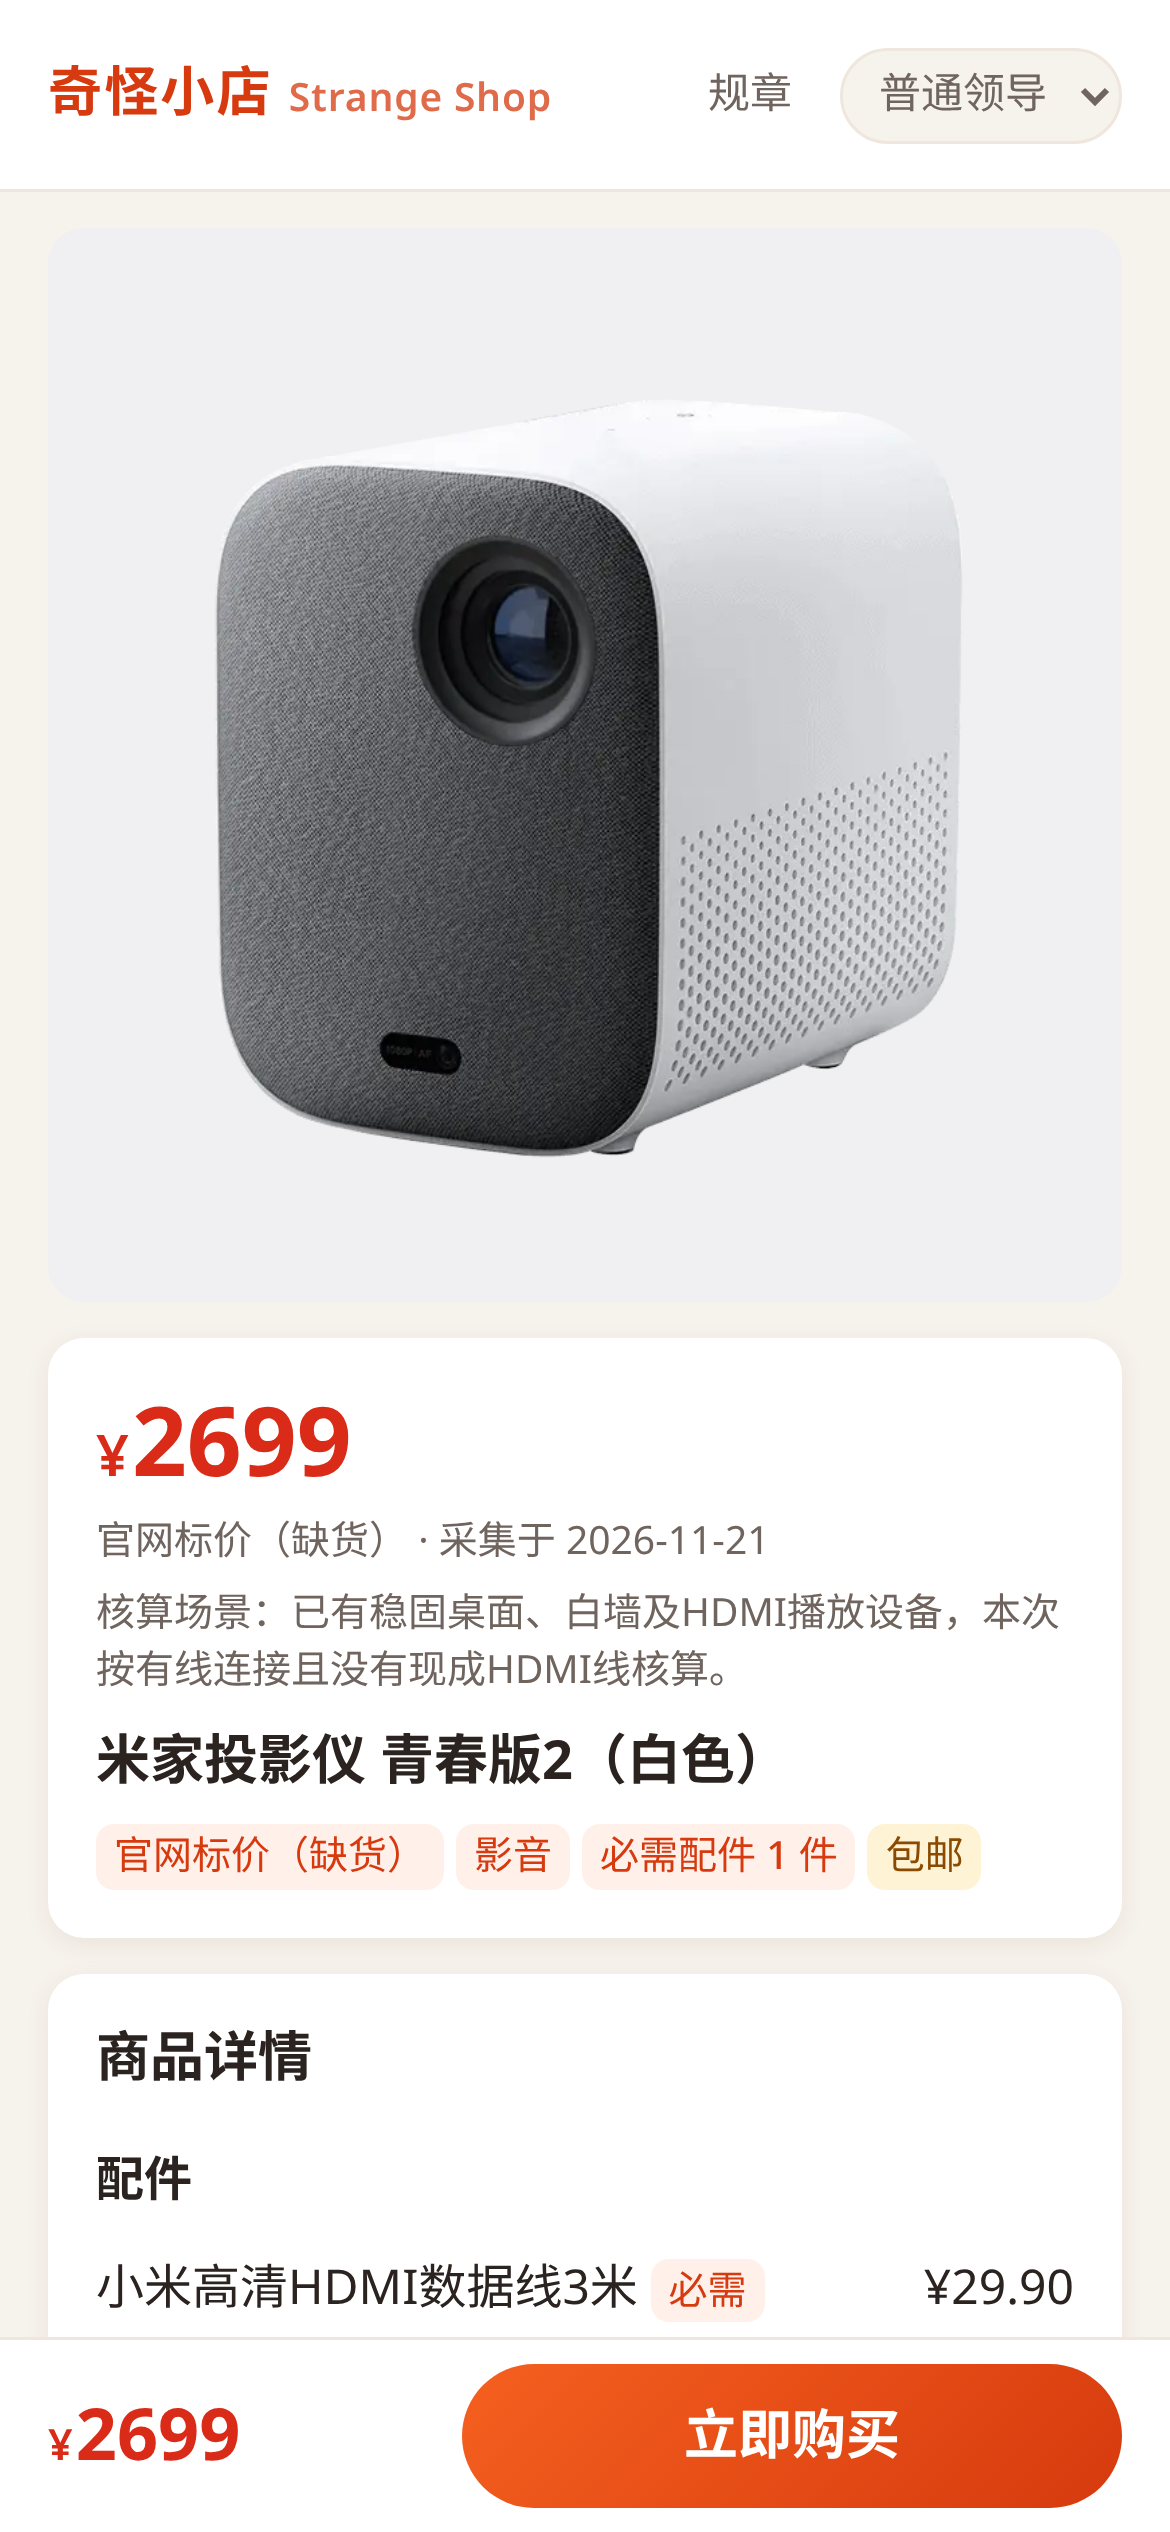 奇怪小店 Strange Shop 规章 普通领导
¥2699
官网标价（缺货） · 采集于 2026-11-21
核算场景：已有稳固桌面、白墙及HDMI播放设备，本次
按有线连接且没有现成HDMI线核算。
米家投影仪 青春版2（白色）
官网标价（缺货） 影音 必需配件 1 件 包邮
商品详情
配件
小米高清HDMI数据线3米 必需 ¥29.90
¥2699 立即购买